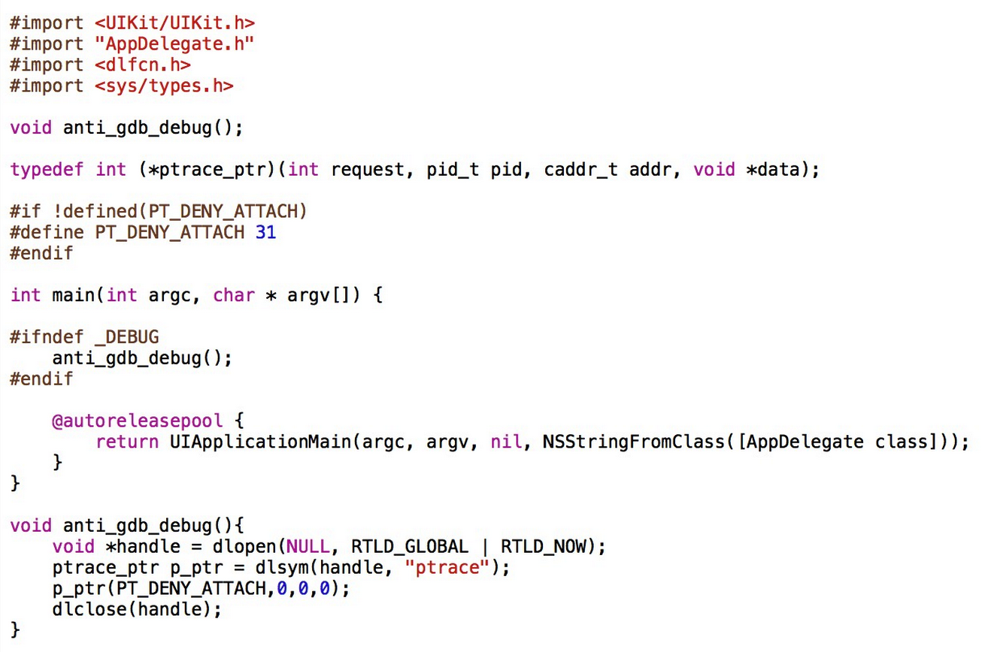 #import <UIKit/UIKit.h>
#import "AppDelegate.h"
#import <dlfcn.h>
#import <sys/types.h>
void anti_gdb_debug();
typedef int (*ptrace_ptr)(int request, pid_t pid, caddr_t addr, void *data);
#if !defined(PT_DENY_ATTACH)
#define PT_DENY_ATTACH 31
#endif
int main(int argc, char * argv[]) {
#ifndef _DEBUG
    anti_gdb_debug();
#endif
    @autoreleasepool {
        return UIApplicationMain(argc, argv, nil, NSStringFromClass([AppDelegate class]));
    }
}
void anti_gdb_debug(){
    void *handle = dlopen(NULL, RTLD_GLOBAL | RTLD_NOW);
    ptrace_ptr p_ptr = dlsym(handle, "ptrace");
    p_ptr(PT_DENY_ATTACH,0,0,0);
    dlclose(handle);
}